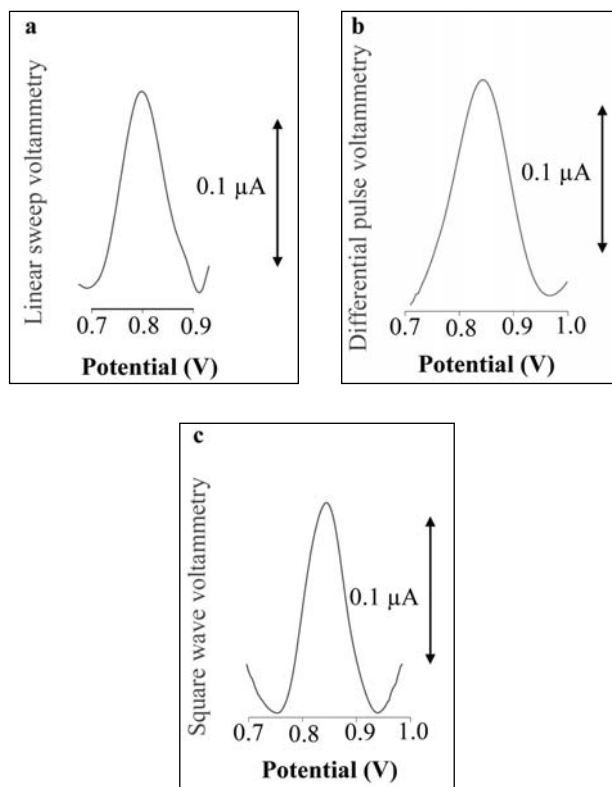 a
Linear sweep voltammetry
0.1 µA
0.7 0.8 0.9
Potential (V)
b
Differential pulse voltammetry
0.1 µA
0.7 0.8 0.9 1.0
Potential (V)
c
Square wave voltammetry
0.1 µA
0.7 0.8 0.9 1.0
Potential (V)